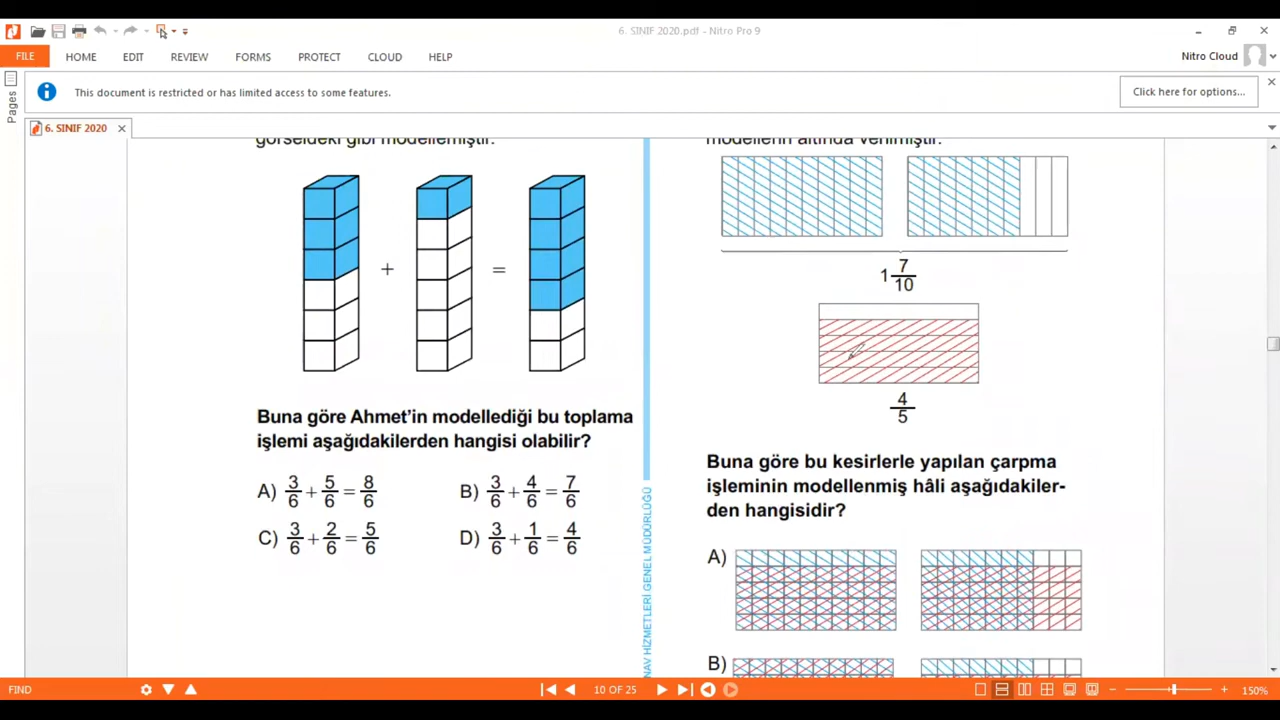 6. SINIF 2020.pdf - Nitro Pro 9
FILE HOME EDIT REVIEW FORMS PROTECT CLOUD HELP
Nitro Cloud
This document is restricted or has limited access to some features.
Click here for options...
Pages
6. SINIF 2020
görseldeki gibi modellemiştir.
+ =
Buna göre Ahmet'in modellediği bu toplama
işlemi aşağıdakilerden hangisi olabilir?
A) 3/6 + 5/6 = 8/6 B) 3/6 + 4/6 = 7/6
C) 3/6 + 2/6 = 5/6 D) 3/6 + 1/6 = 4/6
NAV HİZMETLERİ GENEL MÜDÜRLÜĞÜ
modellerin altında verilmiştir.
1 7/10
4/5
Buna göre bu kesirlerle yapılan çarpma
işleminin modellenmiş hâli aşağıdakiler-
den hangisidir?
A)
B)
FIND
10 OF 25
150%